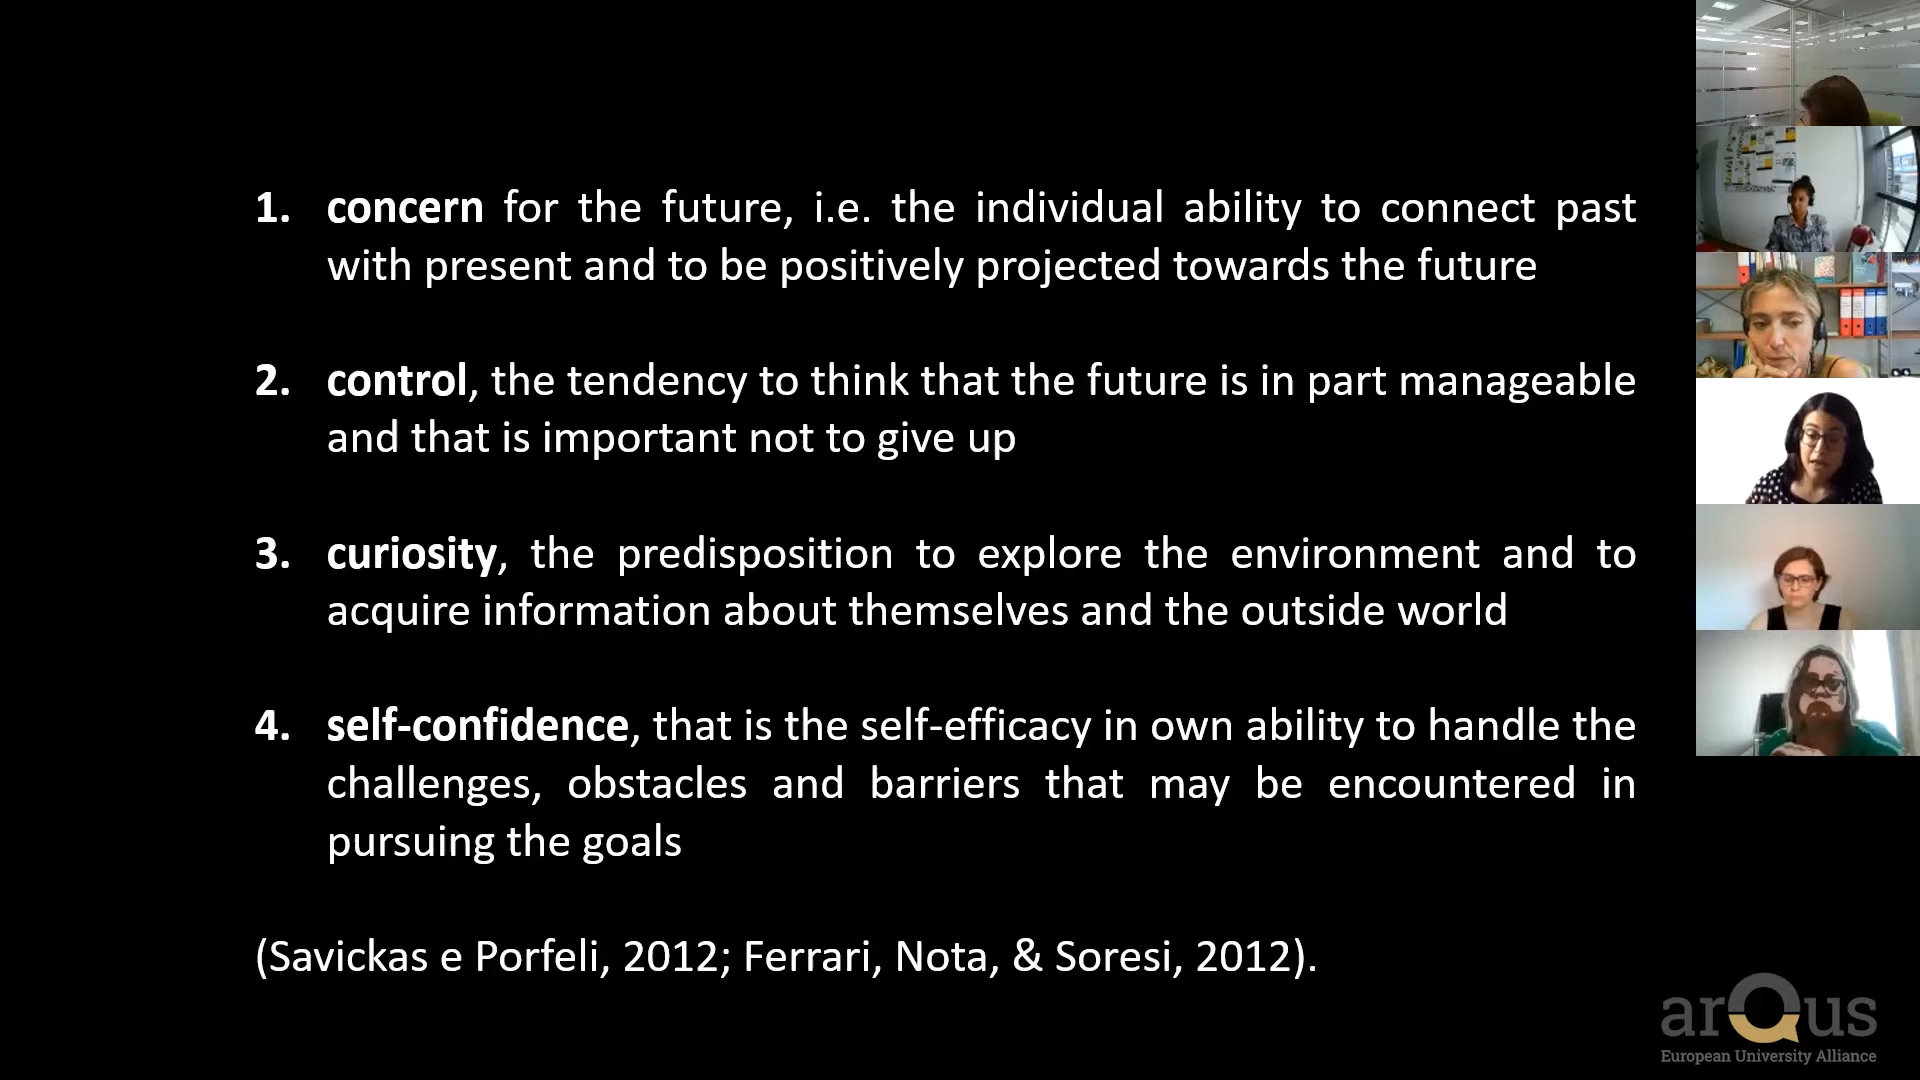 1. concern for the future, i.e. the individual ability to connect past
with present and to be positively projected towards the future
2. control, the tendency to think that the future is in part manageable
and that is important not to give up
3. curiosity, the predisposition to explore the environment and to
acquire information about themselves and the outside world
4. self-confidence, that is the self-efficacy in own ability to handle the
challenges, obstacles and barriers that may be encountered in
pursuing the goals
(Savickas e Porfeli, 2012; Ferrari, Nota, & Soresi, 2012).
arQus
European University Alliance